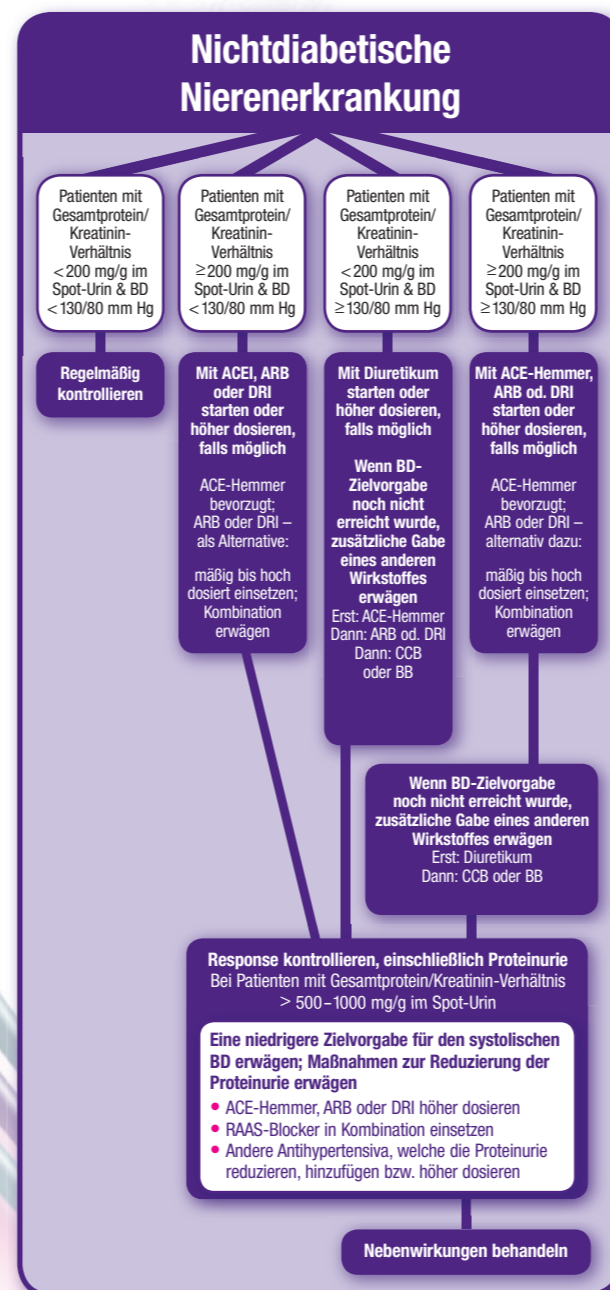 Nichtdiabetische
Nierenerkrankung
Patienten mit
Gesamtprotein/
Kreatinin-
Verhältnis
<200 mg/g im
Spot-Urin & BD
<130/80 mm Hg
Patienten mit
Gesamtprotein/
Kreatinin-
Verhältnis
≥200 mg/g im
Spot-Urin & BD
<130/80 mm Hg
Patienten mit
Gesamtprotein/
Kreatinin-
Verhältnis
<200 mg/g im
Spot-Urin & BD
≥130/80 mm Hg
Patienten mit
Gesamtprotein/
Kreatinin-
Verhältnis
≥200 mg/g im
Spot-Urin & BD
≥130/80 mm Hg
Regelmäßig
kontrollieren
Mit ACEI, ARB
oder DRI
starten oder
höher dosieren,
falls möglich
ACE-Hemmer
bevorzugt;
ARB oder DRI –
als Alternative:
mäßig bis hoch
dosiert einsetzen;
Kombination
erwägen
Mit Diuretikum
starten oder
höher dosieren,
falls möglich
Wenn BD-
Zielvorgabe
noch nicht
erreicht wurde,
zusätzliche Gabe
eines anderen
Wirkstoffes
erwägen
Erst: ACE-Hemmer
Dann: ARB od. DRI
Dann: CCB
oder BB
Mit ACE-Hemmer,
ARB od. DRI
starten oder
höher dosieren,
falls möglich
ACE-Hemmer
bevorzugt;
ARB oder DRI –
alternativ dazu:
mäßig bis hoch
dosiert einsetzen;
Kombination
erwägen
Wenn BD-Zielvorgabe
noch nicht erreicht wurde,
zusätzliche Gabe eines anderen
Wirkstoffes erwägen
Erst: Diuretikum
Dann: CCB oder BB
Response kontrollieren, einschließlich Proteinurie
Bei Patienten mit Gesamtprotein/Kreatinin-Verhältnis
> 500–1000 mg/g im Spot-Urin
Eine niedrigere Zielvorgabe für den systolischen
BD erwägen; Maßnahmen zur Reduzierung der
Proteinurie erwägen
• ACE-Hemmer, ARB oder DRI höher dosieren
• RAAS-Blocker in Kombination einsetzen
• Andere Antihypertensiva, welche die Proteinurie
reduzieren, hinzufügen bzw. höher dosieren
Nebenwirkungen behandeln